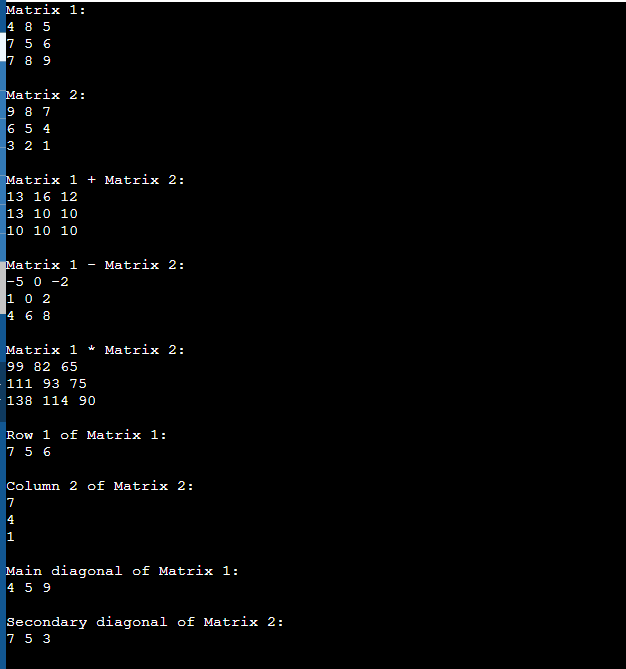 Matrix 1:
4 8 5
7 5 6
7 8 9
Matrix 2:
9 8 7
6 5 4
3 2 1
Matrix 1 + Matrix 2:
13 16 12
13 10 10
10 10 10
Matrix 1 - Matrix 2:
-5 0 -2
1 0 2
4 6 8
Matrix 1 * Matrix 2:
99 82 65
111 93 75
138 114 90
Row 1 of Matrix 1:
7 5 6
Column 2 of Matrix 2:
7
4
1
Main diagonal of Matrix 1:
4 5 9
Secondary diagonal of Matrix 2:
7 5 3